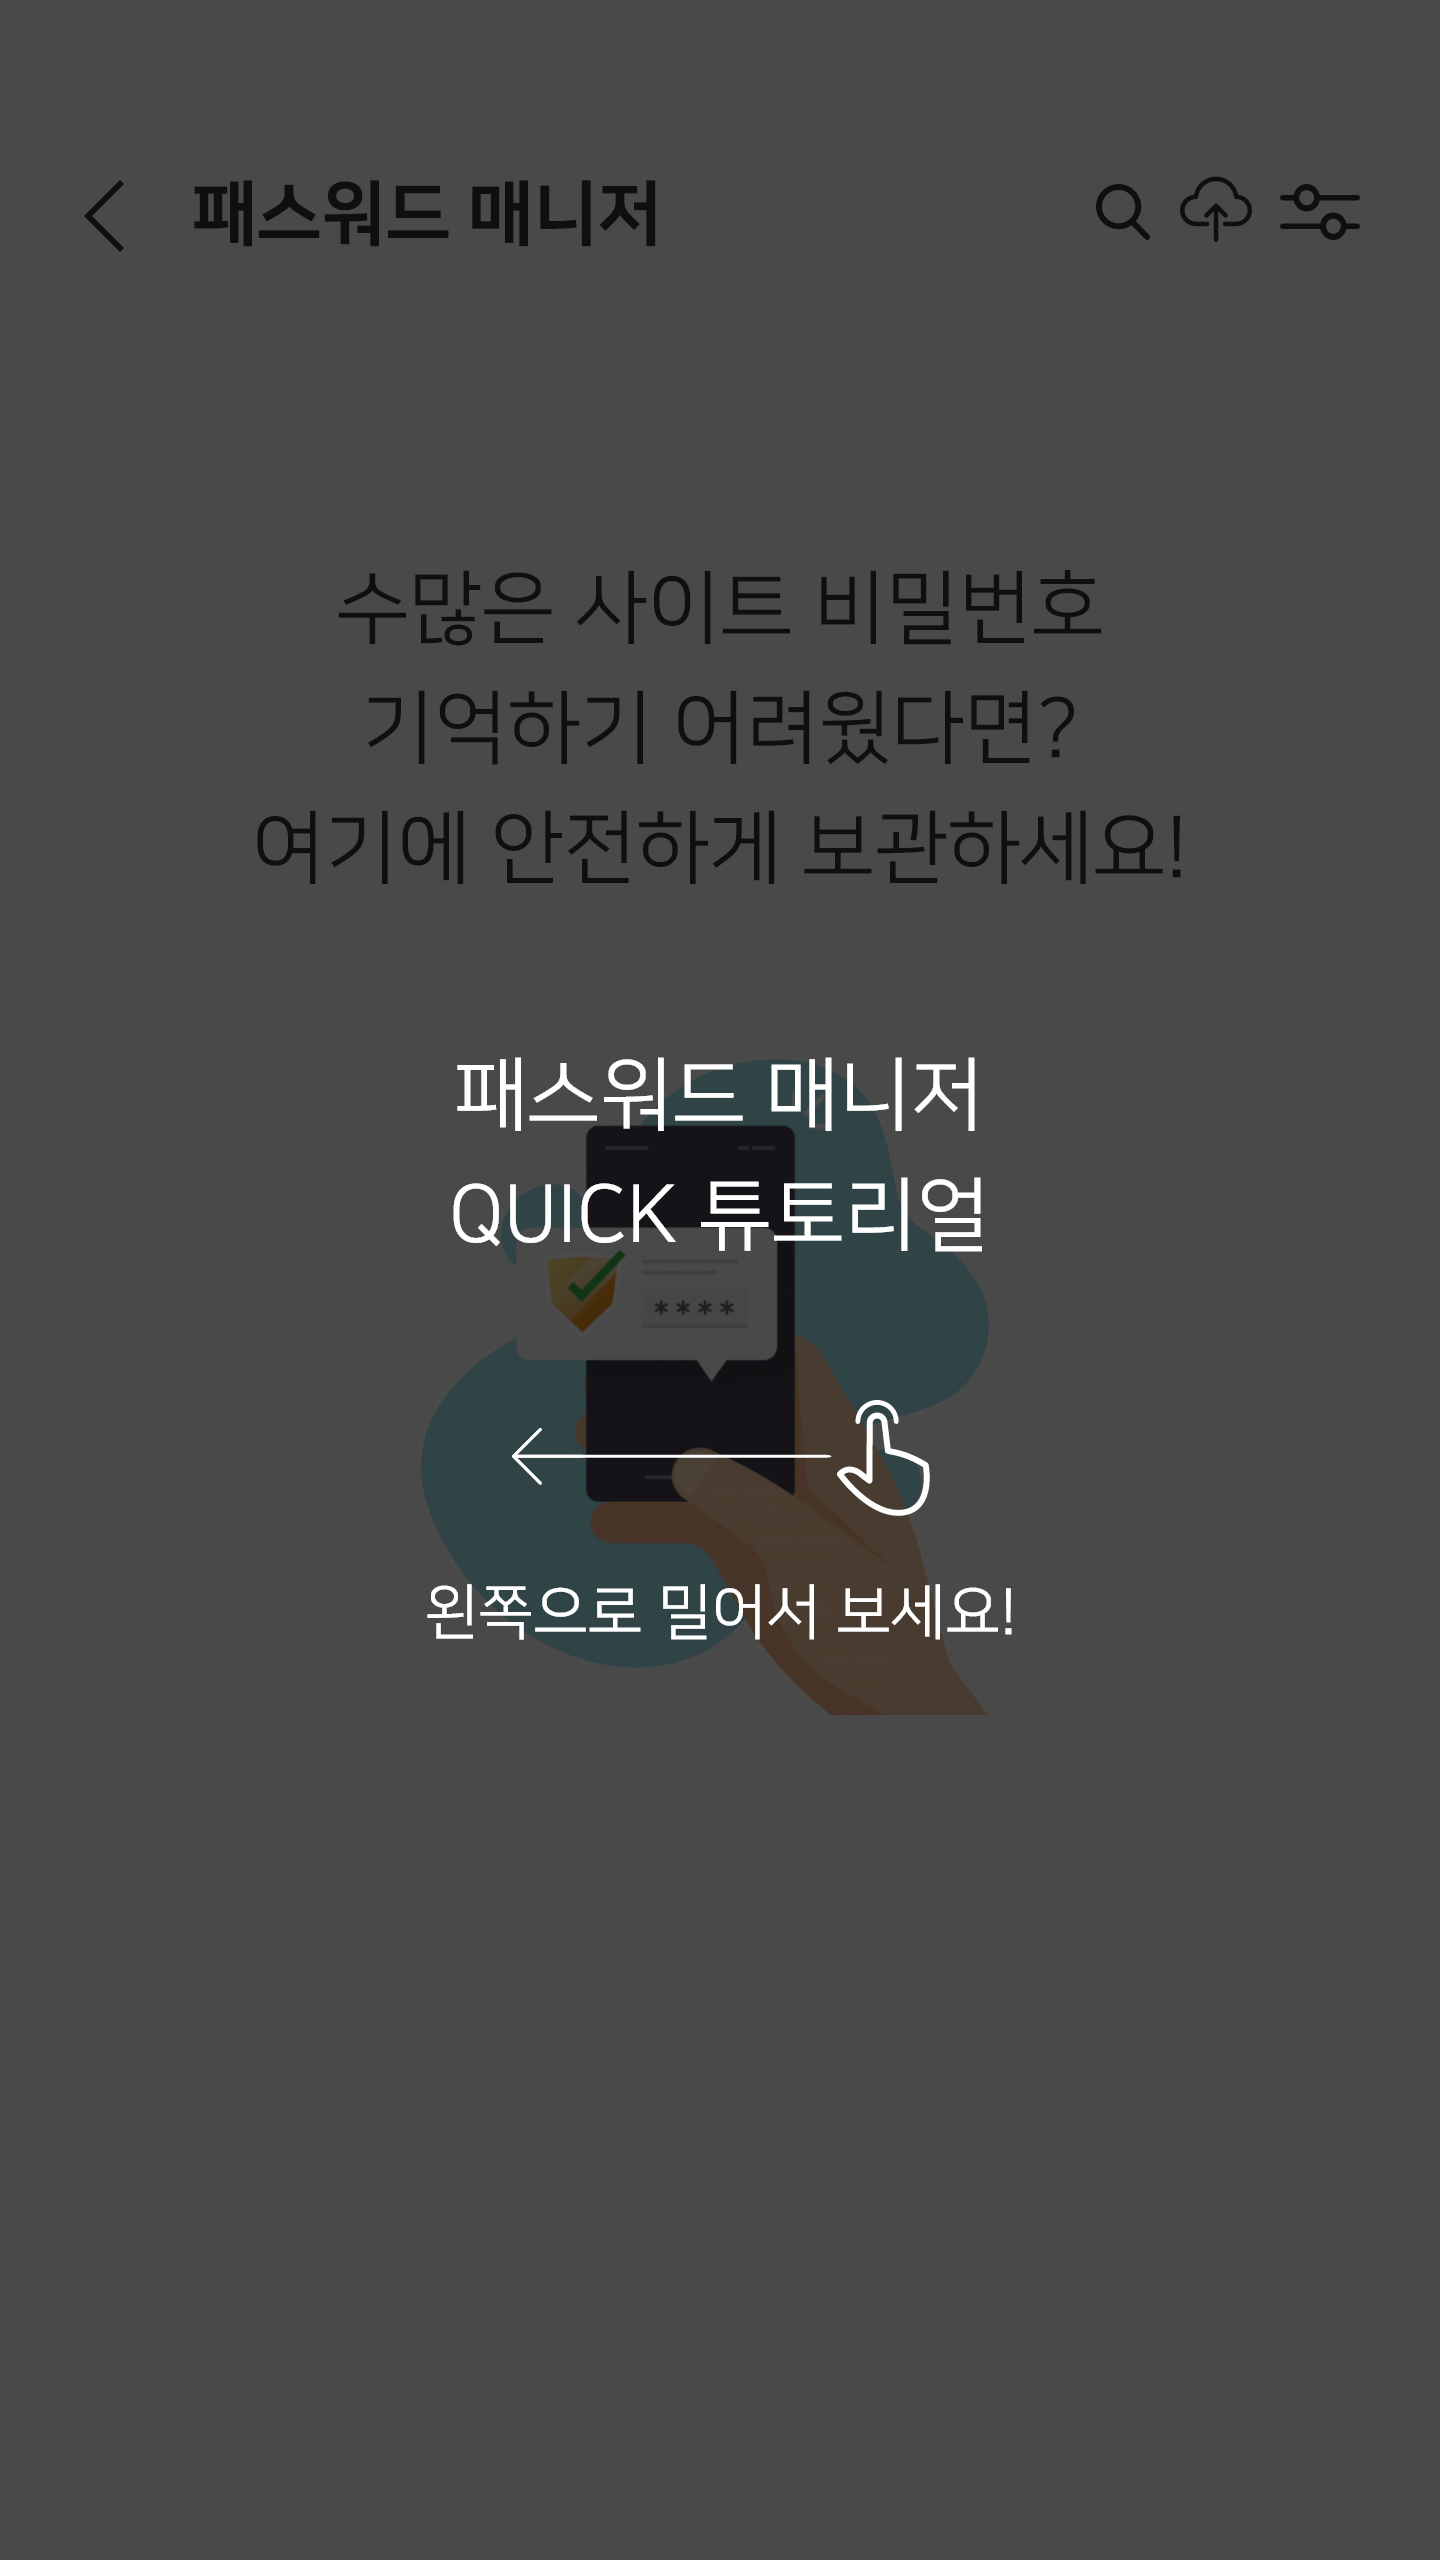 패스워드 매니저
수많은 사이트 비밀번호
기억하기 어려웠다면?
여기에 안전하게 보관하세요!
패스워드 매니저
QUICK 튜토리얼
****
왼쪽으로 밀어서 보세요!